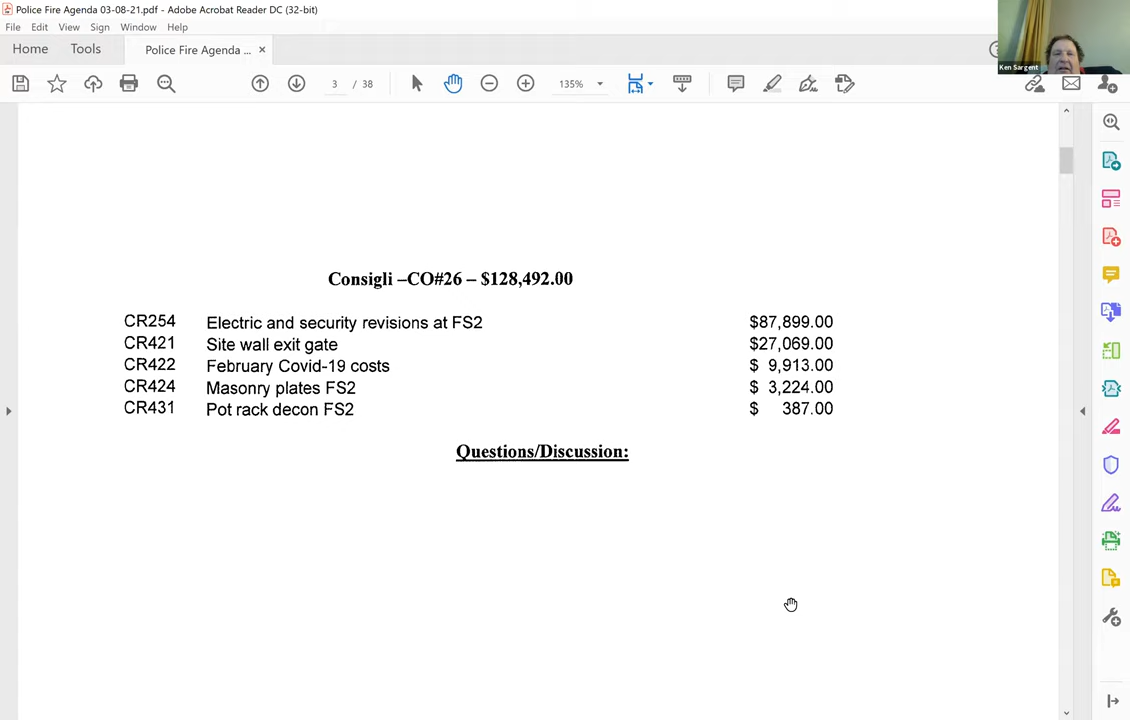 Police Fire Agenda 03-08-21.pdf - Adobe Acrobat Reader DC (32-bit)
File Edit View Sign Window Help
Home Tools Police Fire Agenda ... ×
3 / 38 135%
Ken Sargent
Consigli –CO#26 – $128,492.00
CR254 Electric and security revisions at FS2 $87,899.00
CR421 Site wall exit gate $27,069.00
CR422 February Covid-19 costs $ 9,913.00
CR424 Masonry plates FS2 $ 3,224.00
CR431 Pot rack decon FS2 $ 387.00
Questions/Discussion: